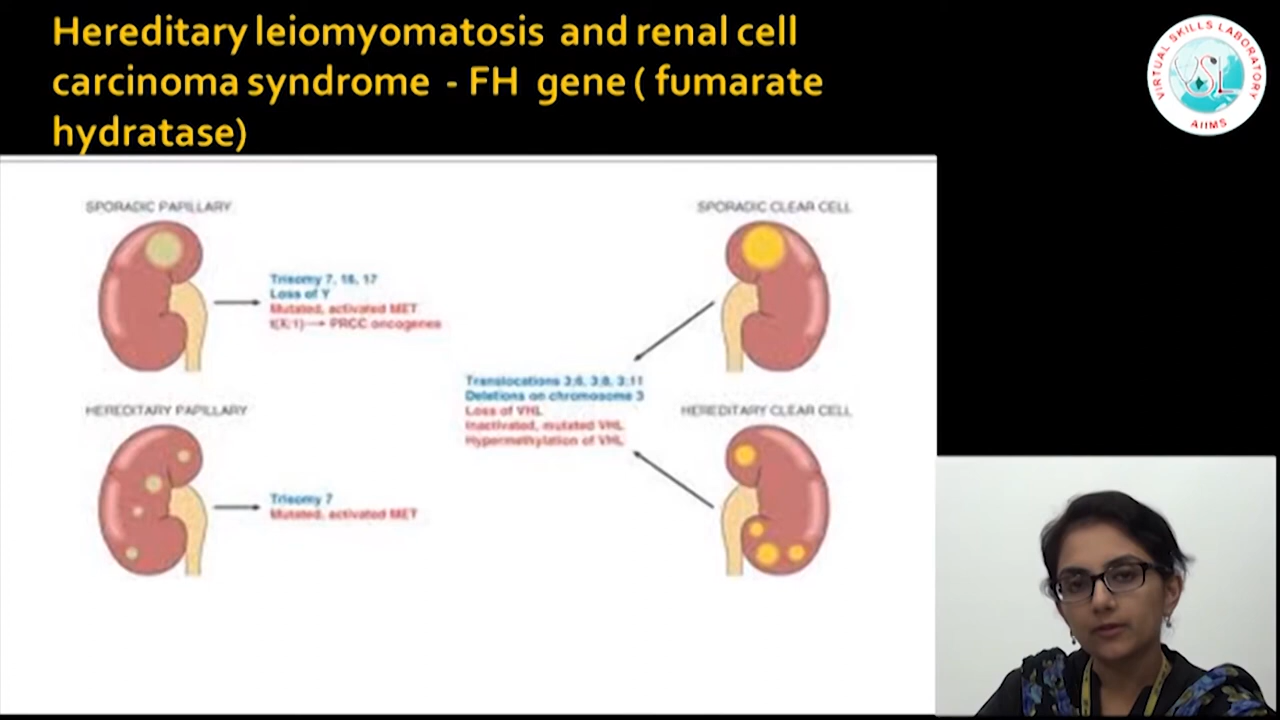 Hereditary leiomyomatosis and renal cell
carcinoma syndrome - FH gene ( fumarate
hydratase)
VIRTUAL SKILLS LABORATORY
VSL
AIIMS
SPORADIC PAPILLARY
Trisomy 7, 16, 17
Loss of Y
Mutated, activated MET
t(X;1) → PRCC oncogenes
HEREDITARY PAPILLARY
Trisomy 7
Mutated, activated MET
SPORADIC CLEAR CELL
Translocations 3;6, 3;8, 3;11
Deletions on chromosome 3
Loss of VHL
Inactivated, mutated VHL
Hypermethylation of VHL
HEREDITARY CLEAR CELL